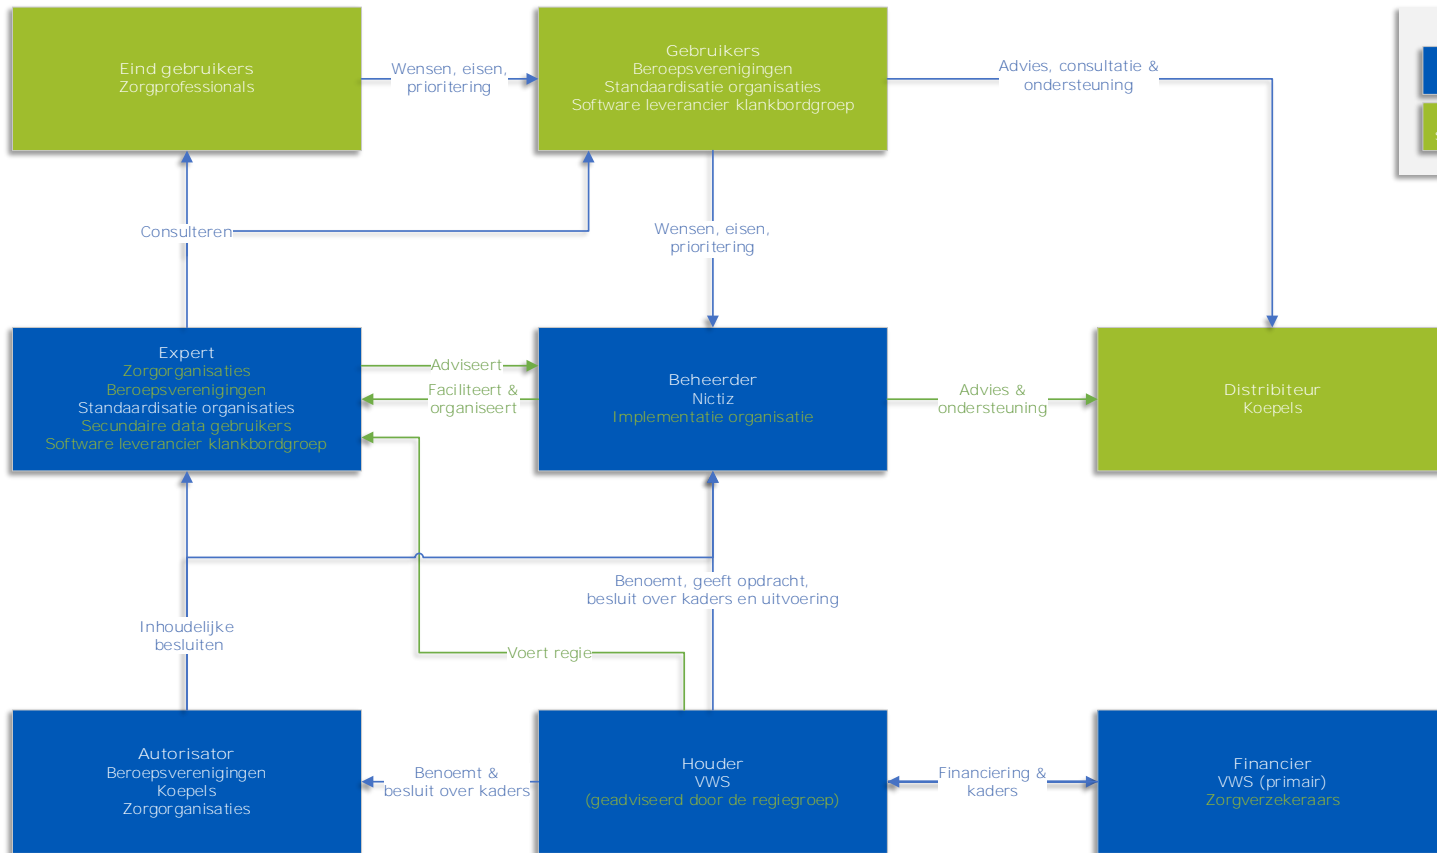 Eind gebruikers
Zorgprofessionals
Wensen, eisen,
prioritering
Gebruikers
Beroepsverenigingen
Standaardisatie organisaties
Software leverancier klankbordgroep
Advies, consultatie &
ondersteuning
Consulteren
Wensen, eisen,
prioritering
Expert
Zorgorganisaties
Beroepsverenigingen
Standaardisatie organisaties
Secundaire data gebruikers
Software leverancier klankbordgroep
Adviseert
Faciliteert &
organiseert
Beheerder
Nictiz
Implementatie organisatie
Advies &
ondersteuning
Distribiteur
Koepels
Benoemt, geeft opdracht,
besluit over kaders en uitvoering
Inhoudelijke
besluiten
Voert regie
Autorisator
Beroepsverenigingen
Koepels
Zorgorganisaties
Benoemt &
besluit over kaders
Houder
VWS
(geadviseerd door de regiegroep)
Financiering &
kaders
Financier
VWS (primair)
Zorgverzekeraars